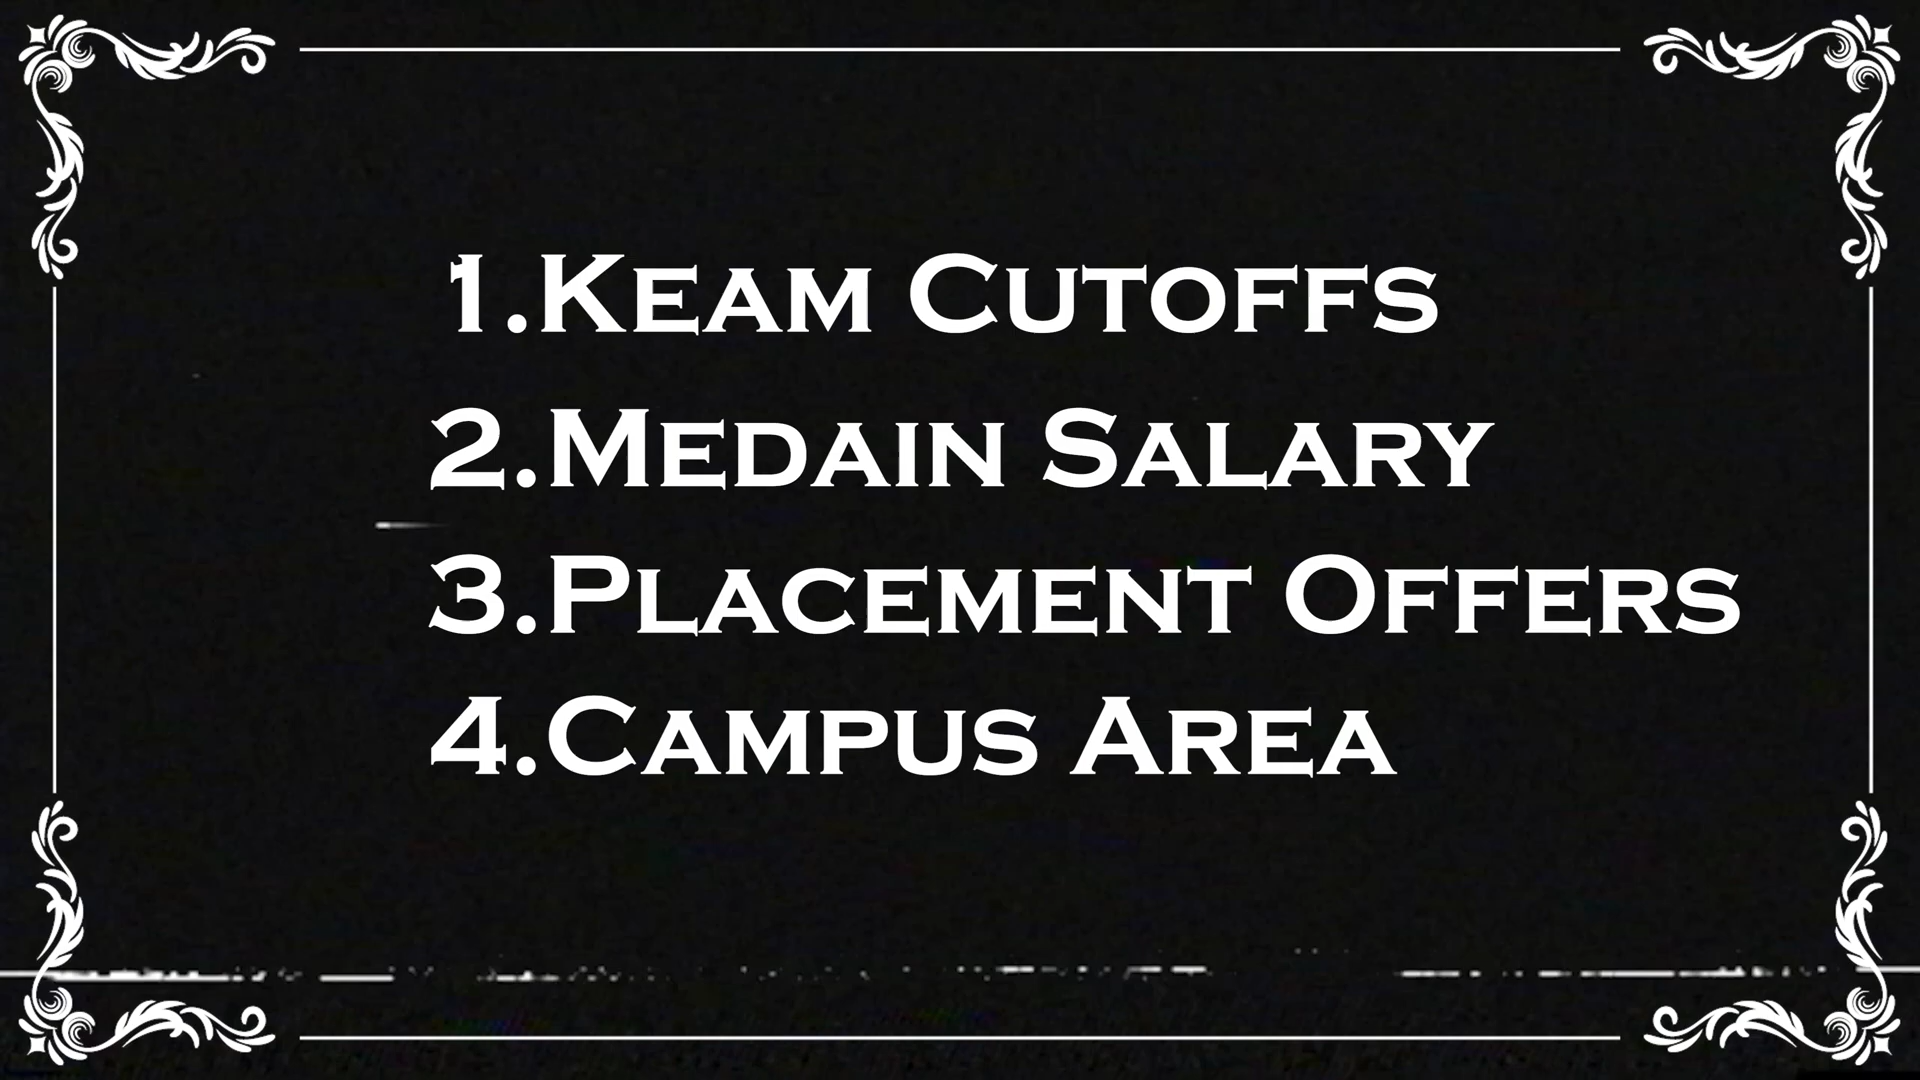 1.Keam Cutoffs
2.Medain Salary
3.Placement Offers
4.Campus Area